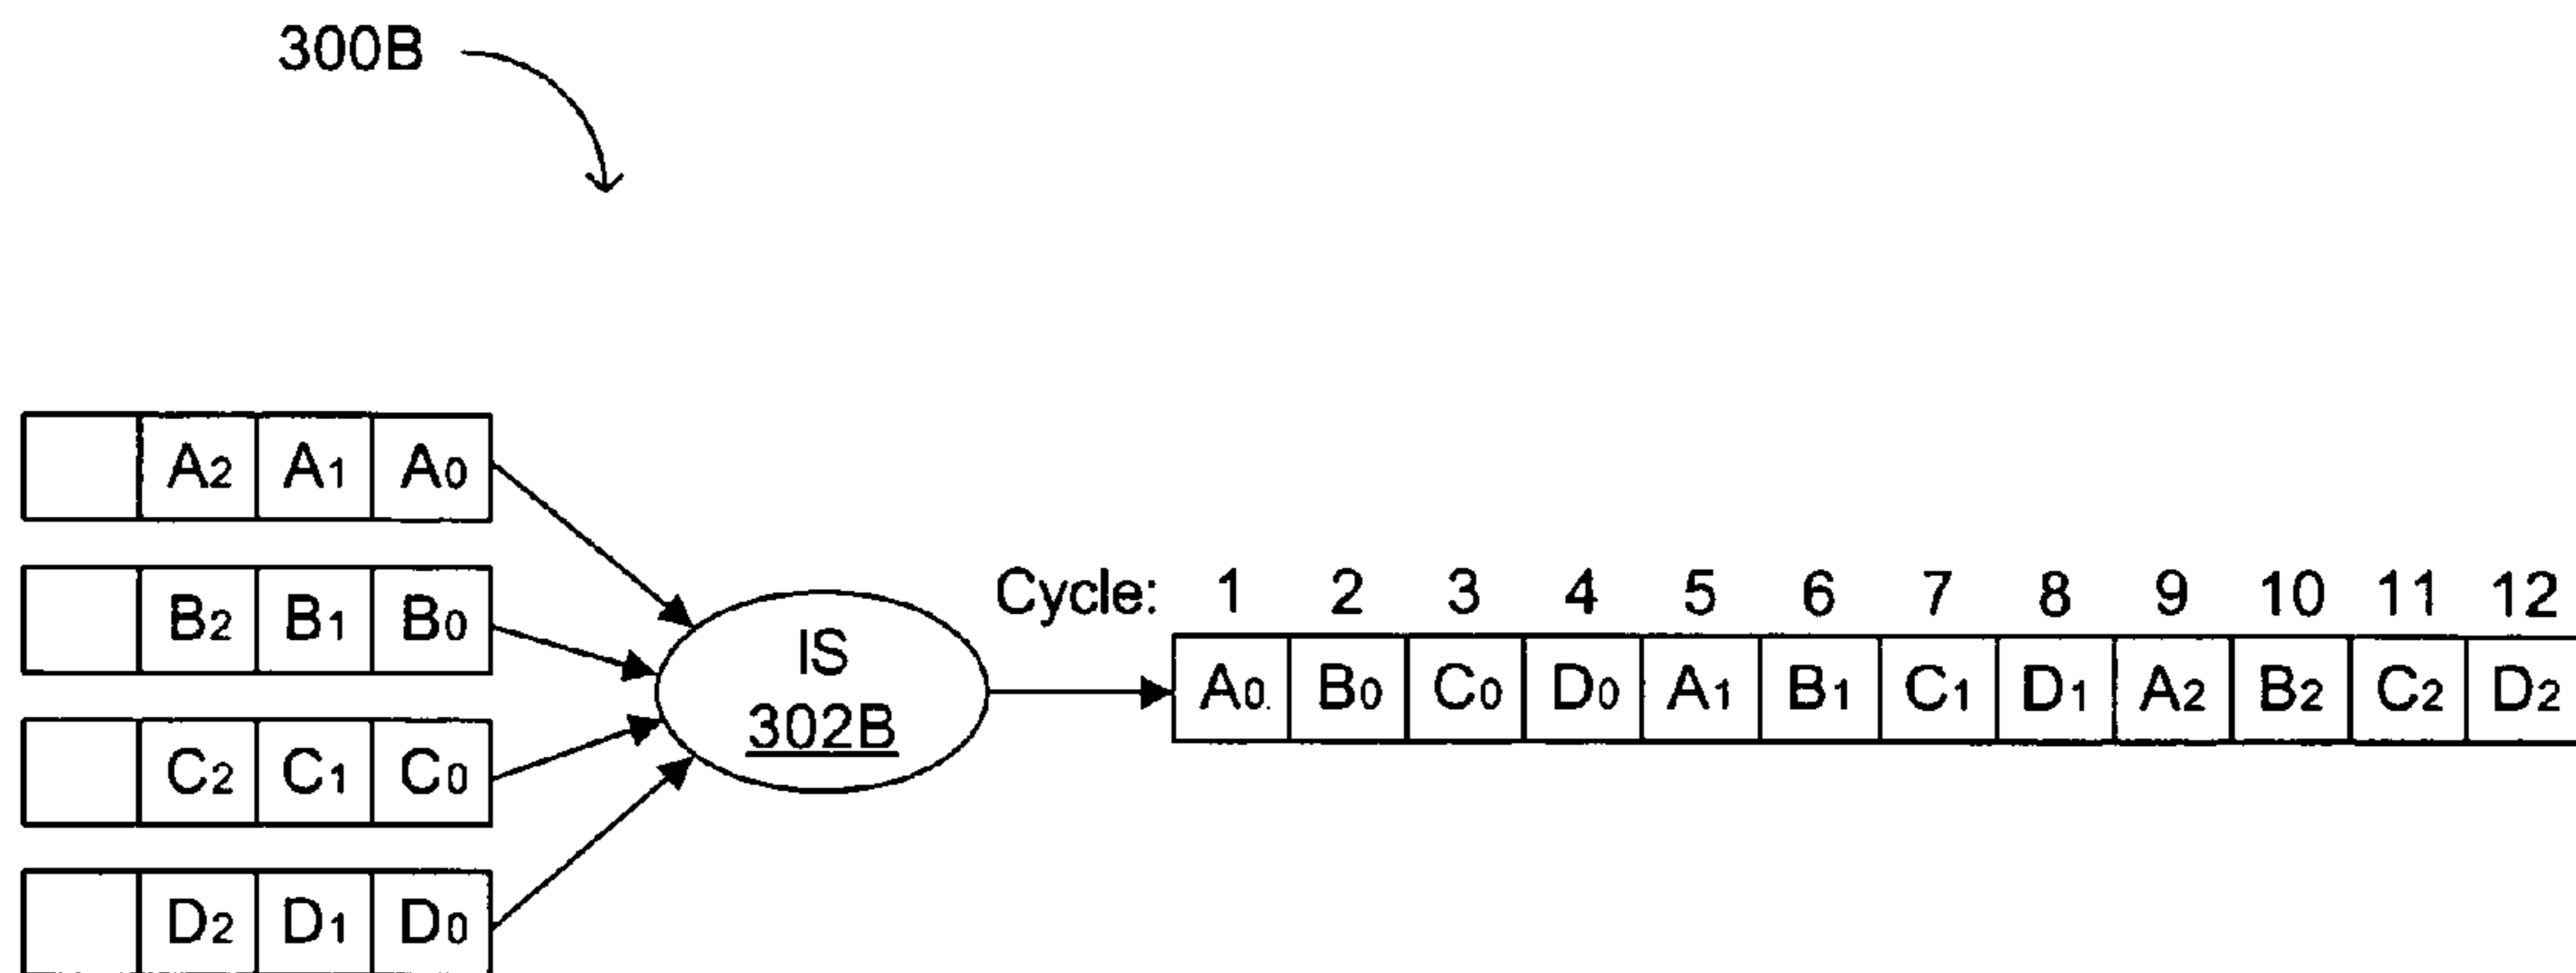 300B
A2 A1 A0
B2 B1 B0
C2 C1 C0
D2 D1 D0
IS
302B
Cycle: 1 2 3 4 5 6 7 8 9 10 11 12
A0 B0 C0 D0 A1 B1 C1 D1 A2 B2 C2 D2